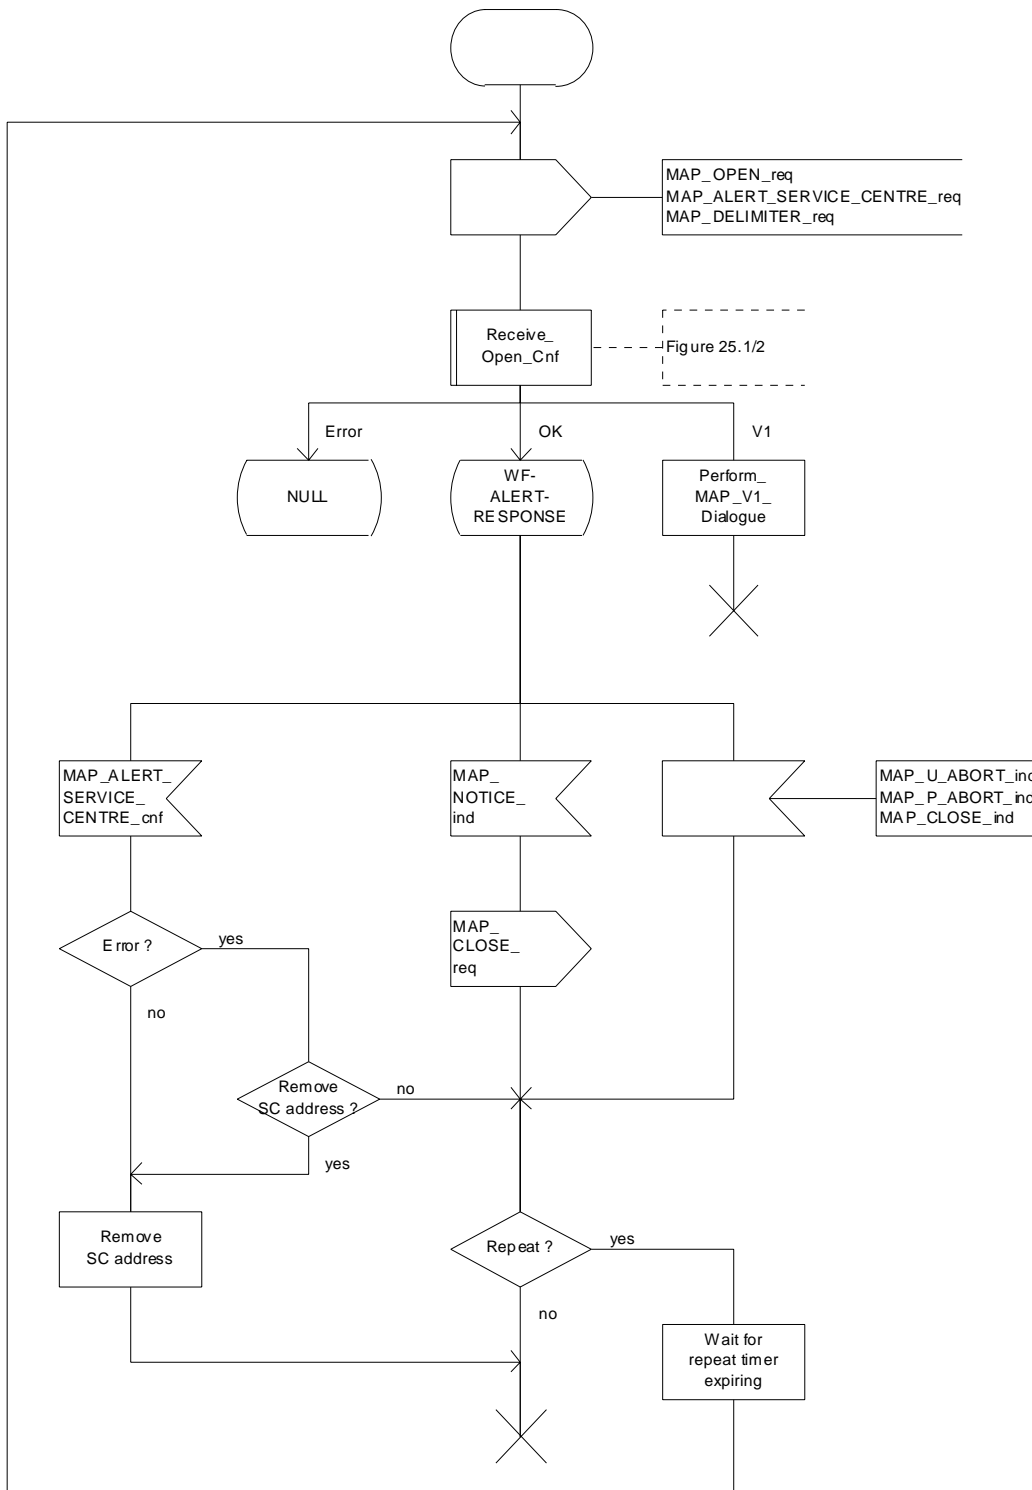 MAP_OPEN_req
MAP_ALERT_SERVICE_CENTRE_req
MAP_DELIMITER_req
Receive_
Open_Cnf
Figure 25.1/2
Error
OK
V1
NULL
WF-
ALERT-
RESPONSE
Perform_
MAP_V1_
Dialogue
MAP_ALERT_
SERVICE_
CENTRE_cnf
MAP_
NOTICE_
ind
MAP_U_ABORT_ind
MAP_P_ABORT_ind
MAP_CLOSE_ind
Error ?
yes
no
MAP_
CLOSE_
req
Remove
SC address ?
no
yes
Remove
SC address
Repeat ?
yes
no
Wait for
repeat timer
expiring